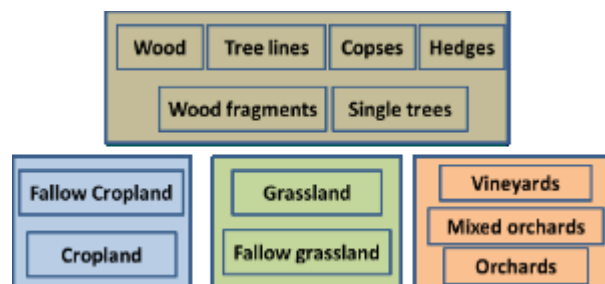 Wood Tree lines Copses Hedges
Wood fragments Single trees
Fallow Cropland
Cropland
Grassland
Fallow grassland
Vineyards
Mixed orchards
Orchards